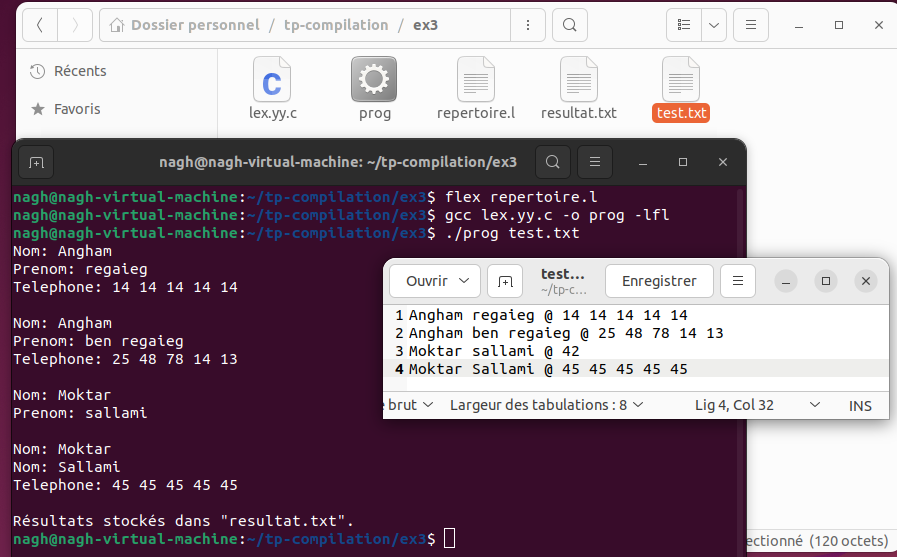 Dossier personnel / tp-compilation / ex3
Récents
Favoris
lex.yy.c
prog
repertoire.l
resultat.txt
test.txt
nagh@nagh-virtual-machine: ~/tp-compilation/ex3
nagh@nagh-virtual-machine:~/tp-compilation/ex3$ flex repertoire.l
nagh@nagh-virtual-machine:~/tp-compilation/ex3$ gcc lex.yy.c -o prog -lfl
nagh@nagh-virtual-machine:~/tp-compilation/ex3$ ./prog test.txt
Nom: Angham
Prenom: regaieg
Telephone: 14 14 14 14 14
Nom: Angham
Prenom: ben regaieg
Telephone: 25 48 78 14 13
Nom: Moktar
Prenom: sallami
Nom: Moktar
Nom: Sallami
Telephone: 45 45 45 45 45
Résultats stockés dans "resultat.txt".
nagh@nagh-virtual-machine:~/tp-compilation/ex3$
Ouvrir
test...
~/tp-c...
Enregistrer
1 Angham regaieg @ 14 14 14 14 14
2 Angham ben regaieg @ 25 48 78 14 13
3 Moktar sallami @ 42
4 Moktar Sallami @ 45 45 45 45 45
brut
Largeur des tabulations : 8
Lig 4, Col 32
INS
ectionné (120 octets)